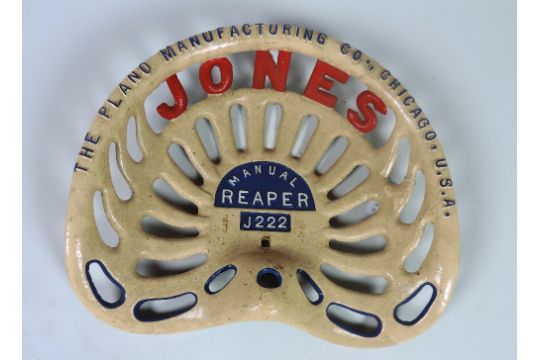 THE PLANO MANUFACTURING CO., CHICAGO, U.S.A.
JONES
MANUAL
REAPER
J222